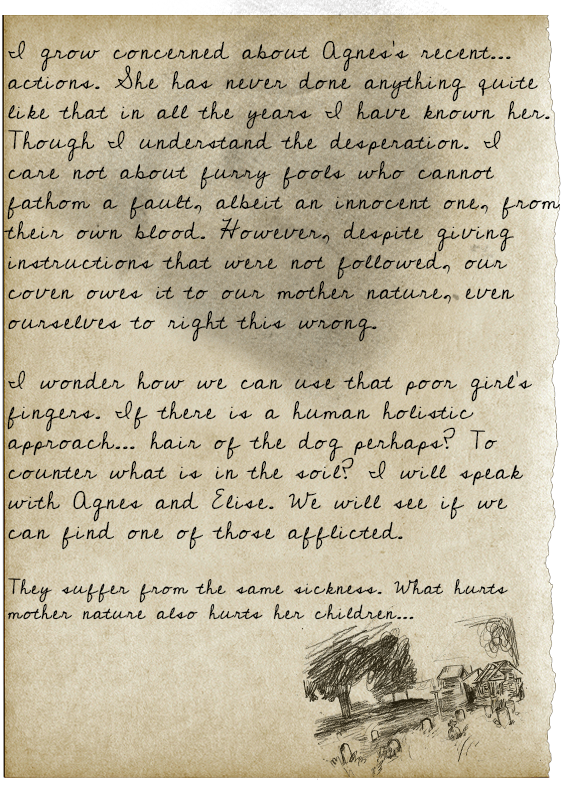 I grow concerned about Agnes's recent...
actions. She has never done anything quite
like that in all the years I have known her.
Though I understand the desperation. I
care not about furry fools who cannot
fathom a fault, albeit an innocent one, from
their own blood. However, despite giving
instructions that were not followed, our
coven owes it to our mother nature, even
ourselves to right this wrong.
I wonder how we can use that poor girl's
fingers. If there is a human holistic
approach... hair of the dog perhaps? To
counter what is in the soil? I will speak
with Agnes and Elise. We will see if we
can find one of those afflicted.
They suffer from the same sickness. What hurts
mother nature also hurts her children...